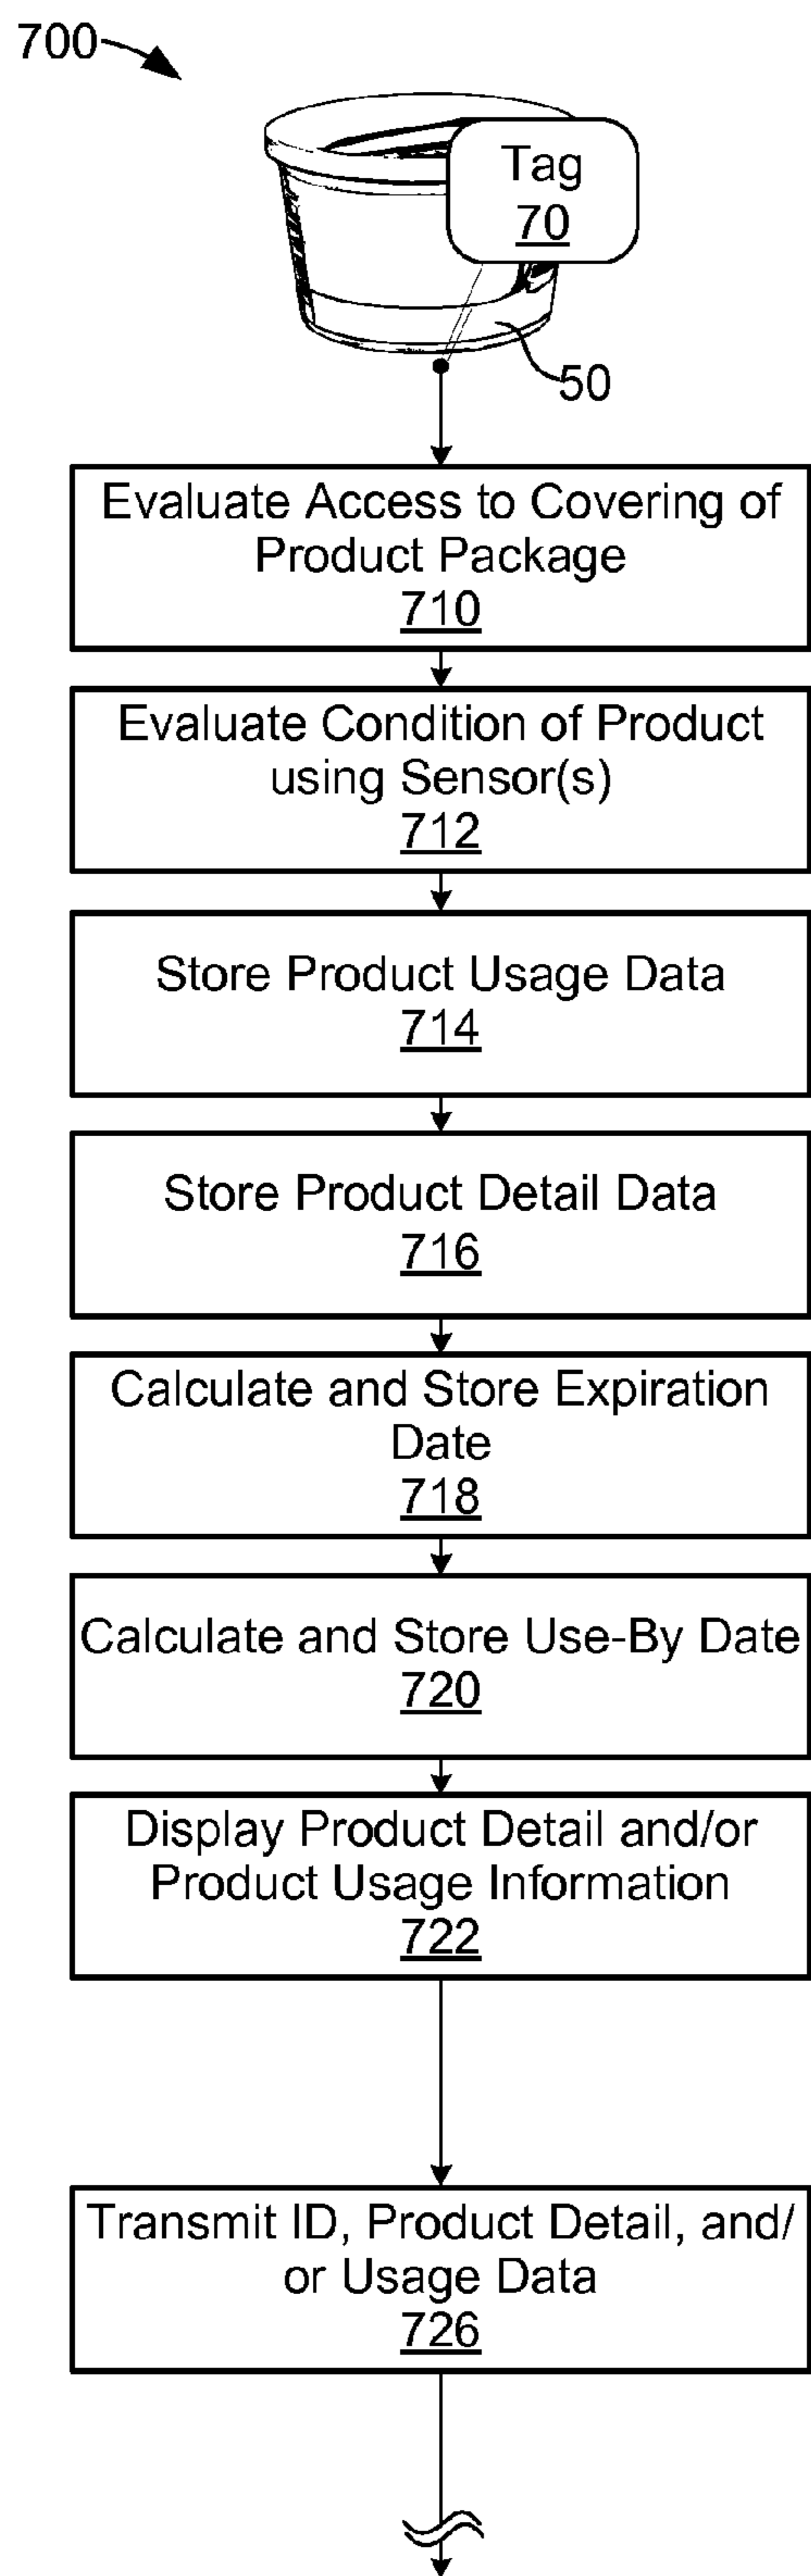 700
Tag
70
50
Evaluate Access to Covering of
Product Package
710
Evaluate Condition of Product
using Sensor(s)
712
Store Product Usage Data
714
Store Product Detail Data
716
Calculate and Store Expiration
Date
718
Calculate and Store Use-By Date
720
Display Product Detail and/or
Product Usage Information
722
Transmit ID, Product Detail, and/
or Usage Data
726